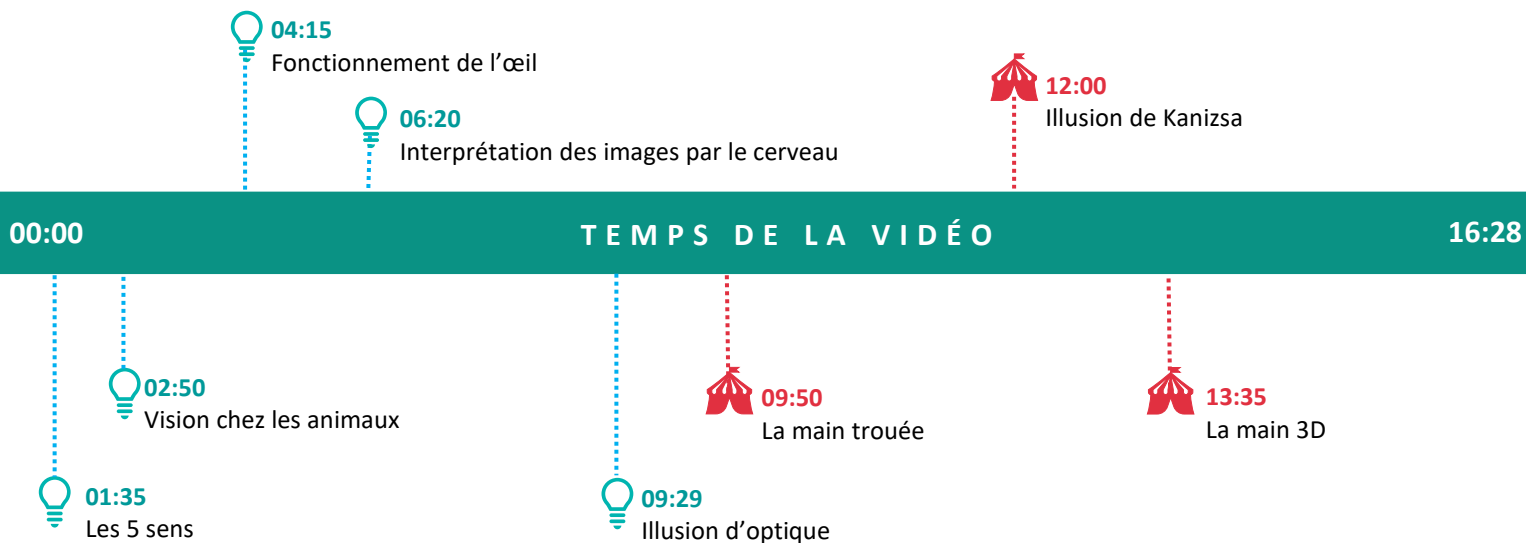 04:15
Fonctionnement de l’œil
06:20
Interprétation des images par le cerveau
12:00
Illusion de Kanizsa
00:00
TEMPS DE LA VIDÉO
16:28
02:50
Vision chez les animaux
09:50
La main trouée
13:35
La main 3D
01:35
Les 5 sens
09:29
Illusion d’optique